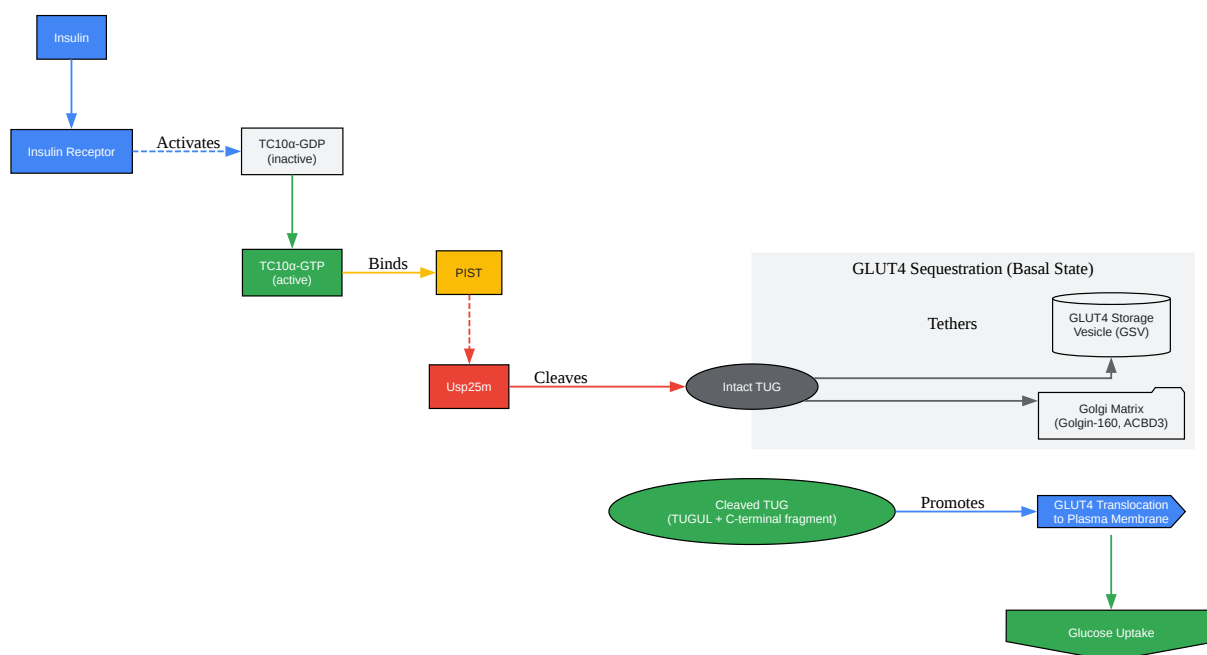 Insulin
Insulin Receptor
Activates
TC10α-GDP
(inactive)
TC10α-GTP
(active)
Binds
PIST
GLUT4 Sequestration (Basal State)
Tethers
GLUT4 Storage
Vesicle (GSV)
Usp25m
Cleaves
Intact TUG
Golgi Matrix
(Golgin-160, ACBD3)
Cleaved TUG
(TUGUL + C-terminal fragment)
Promotes
GLUT4 Translocation
to Plasma Membrane
Glucose Uptake